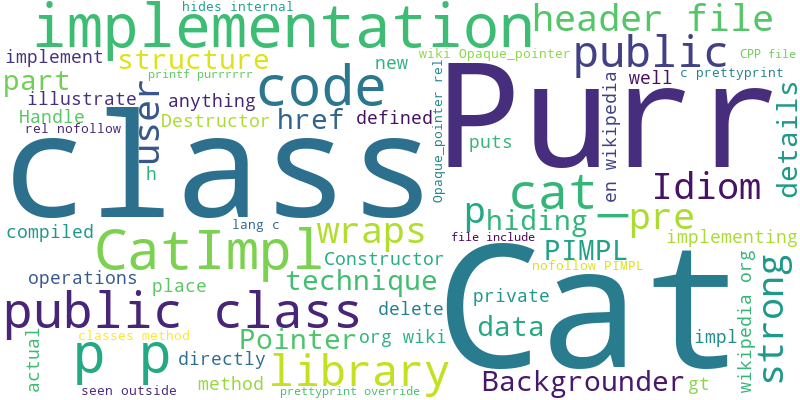 hides internal
implementation
header file
implement
structure
new
wiki Opaque_pointer
public
CPP file
part
printf purrrrrr
code
Purr
well
c prettyprint
illustrate
anything
user
Handle
Destructor
href
defined
Opaque_pointer rel
puts
en wikipedia
details
rel nofollow
class
h
cat
Idiom
p
hiding
_
pre
compiled
lang c
wraps
file include
implementing
CatImpl
Constructor
PIMPL
nofollow PIMPL
operations
technique
Cat
private
wikipedia org
strong
place
public class
delete
data
impl
actual
classes method
p p
directly
Pointer
org wiki
library
method
Backgrounder
gt
seen outside
prettyprint override